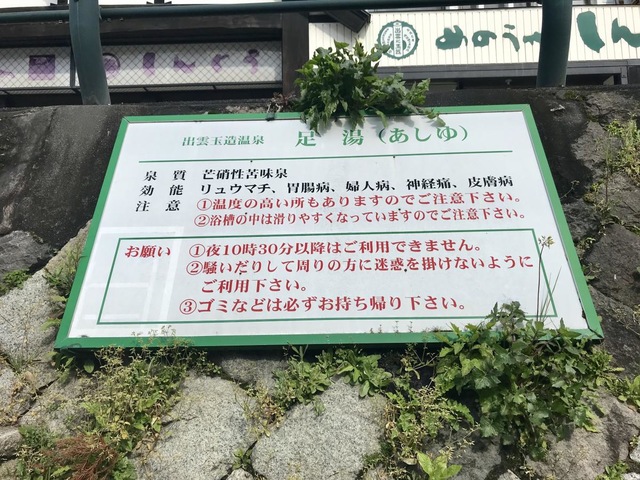 めのう
出雲玉造温泉 足湯(あしゆ)
泉質 芒硝性苦味泉
効能 リュウマチ、胃腸病、婦人病、神経痛、皮膚病
注意 ①温度の高い所もありますのでご注意下さい。
②浴槽の中は滑りやすくなっていますのでご注意下さい。
お願い ①夜10時30分以降はご利用できません。
②騒いだりして周りの方に迷惑を掛けないように
ご利用下さい。
③ゴミなどは必ずお持ち帰り下さい。